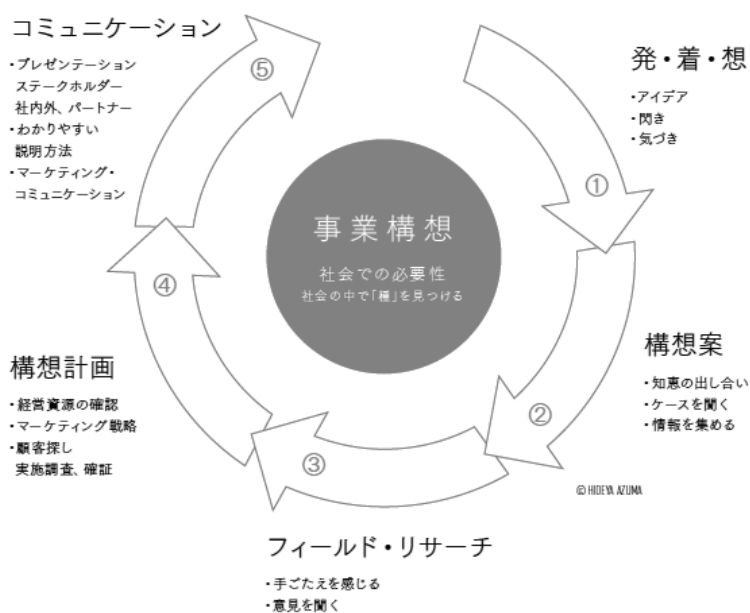 事業構想
社会での必要性
社会の中で「種」を見つける
①
発・着・想
・アイデア
・閃き
・気づき
②
構想案
・知恵の出し合い
・ケースを聞く
・情報を集める
© HIDEYA AZUMA
③
フィールド・リサーチ
・手ごたえを感じる
・意見を聞く
④
構想計画
・経営資源の確認
・マーケティング戦略
・顧客探し
実施調査、確証
⑤
コミュニケーション
・プレゼンテーション
ステークホルダー
社内外、パートナー
・わかりやすい
説明方法
・マーケティング・
コミュニケーション